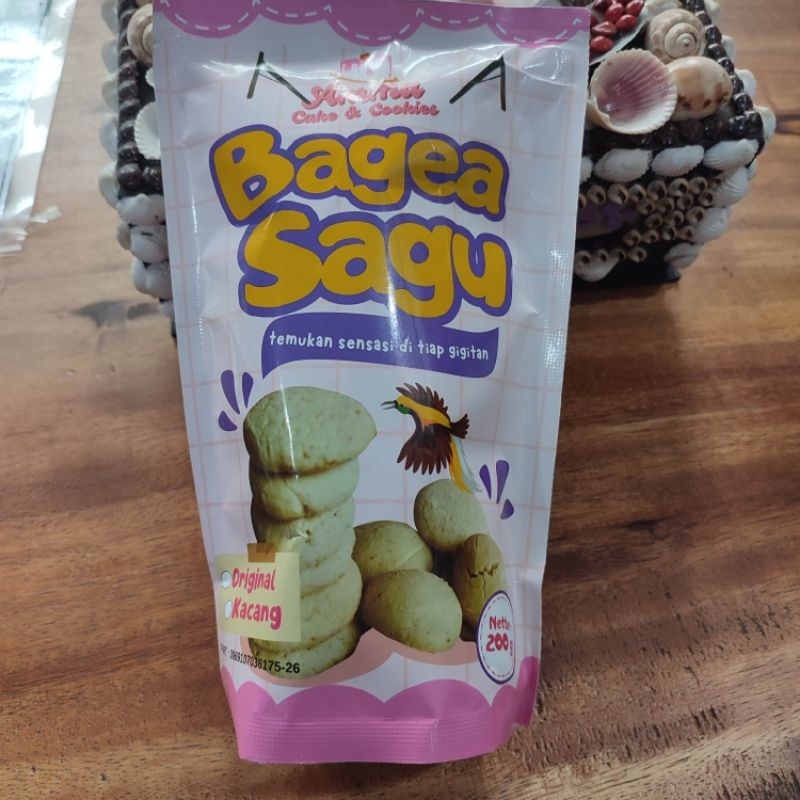 Cake & Cookies
Bagea
Sagu
temukan sensasi di tiap gigitan
Original
Kacang
Netto:
200 g